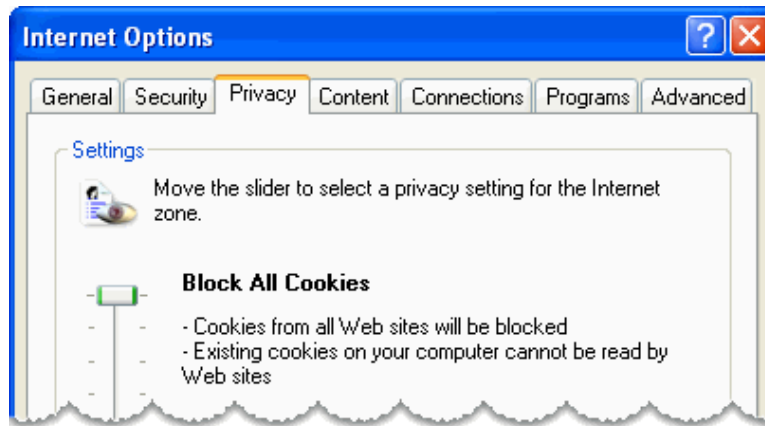 Internet Options
?
General Security Privacy Content Connections Programs Advanced
Settings
Move the slider to select a privacy setting for the Internet
zone.
Block All Cookies
- Cookies from all Web sites will be blocked
- Existing cookies on your computer cannot be read by
Web sites